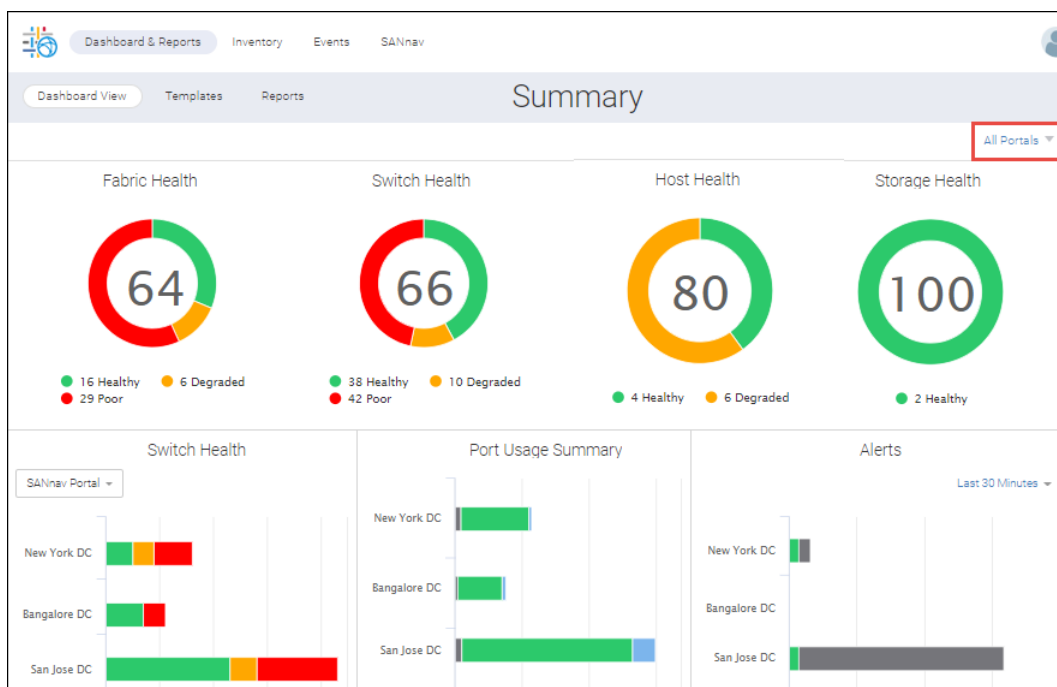 Dashboard & Reports Inventory Events SANnav
Dashboard View Templates Reports Summary
All Portals
Fabric Health
64
16 Healthy 6 Degraded
29 Poor
Switch Health
66
38 Healthy 10 Degraded
42 Poor
Host Health
80
4 Healthy 6 Degraded
Storage Health
100
2 Healthy
Switch Health
SANnav Portal
New York DC
Bangalore DC
San Jose DC
Port Usage Summary
New York DC
Bangalore DC
San Jose DC
Alerts
Last 30 Minutes
New York DC
Bangalore DC
San Jose DC